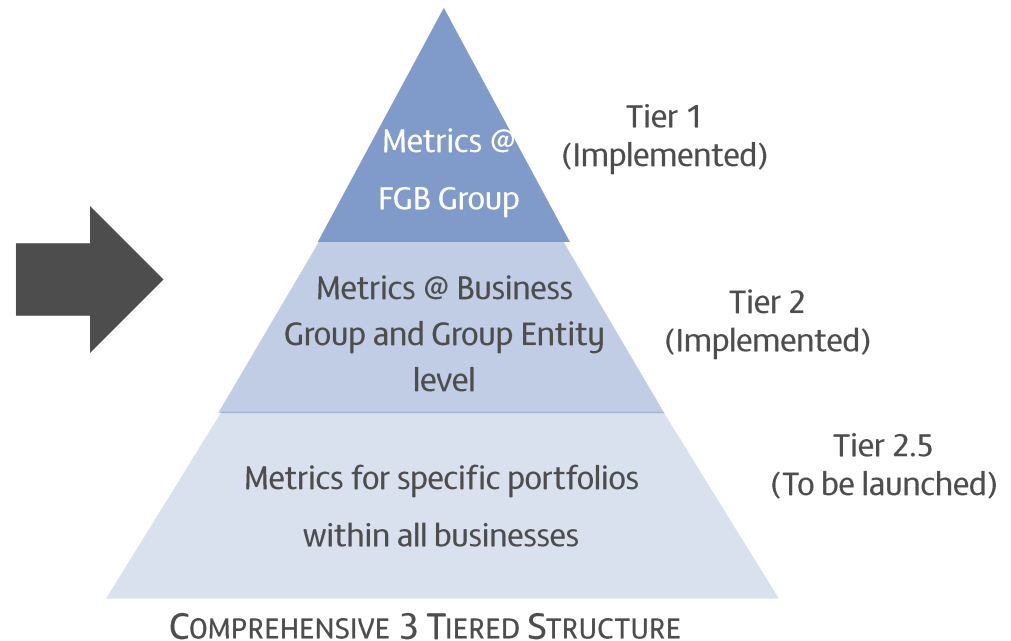 Metrics @
FGB Group
Tier 1
(Implemented)
Metrics @ Business
Group and Group Entity
level
Tier 2
(Implemented)
Metrics for specific portfolios
within all businesses
Tier 2.5
(To be launched)
COMPREHENSIVE 3 TIERED STRUCTURE